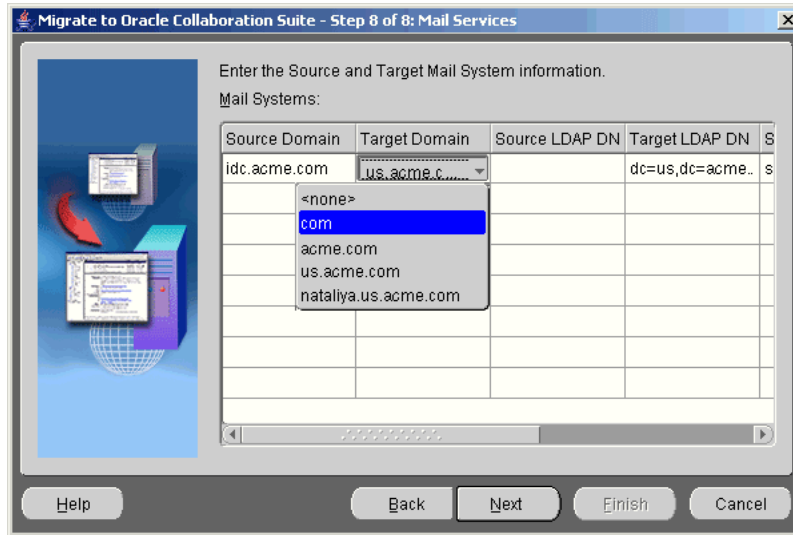 Migrate to Oracle Collaboration Suite - Step 8 of 8: Mail Services
Enter the Source and Target Mail System information.
Mail Systems:
Source Domain Target Domain Source LDAP DN Target LDAP DN S
idc.acme.com us.acme.c...... dc=us,dc=acme.. s
<none>
com
acme.com
us.acme.com
nataliya.us.acme.com
Help Back Next Finish Cancel